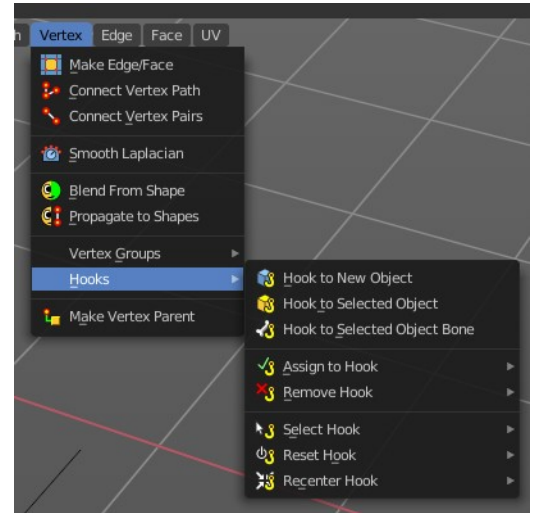 h Vertex Edge Face UV
Make Edge/Face
Connect Vertex Path
Connect Vertex Pairs
Smooth Laplacian
Blend From Shape
Propagate to Shapes
Vertex Groups
Hooks
Make Vertex Parent
Hook to New Object
Hook to Selected Object
Hook to Selected Object Bone
Assign to Hook
Remove Hook
Select Hook
Reset Hook
Recenter Hook